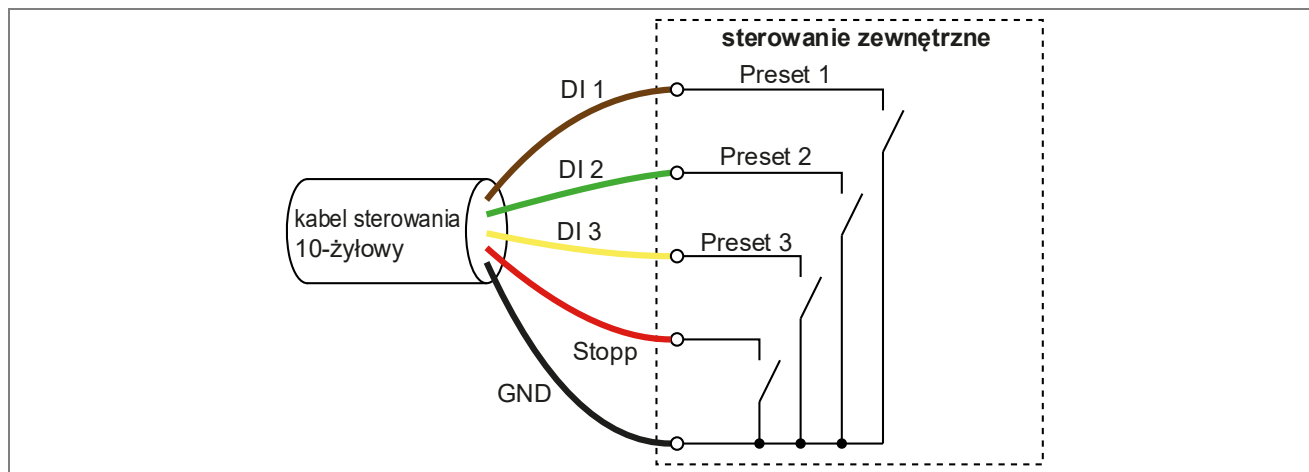 sterowanie zewnętrzne
Preset 1
DI 1
Preset 2
DI 2
kabel sterowania
10-żyłowy
DI 3
Preset 3
Stopp
GND